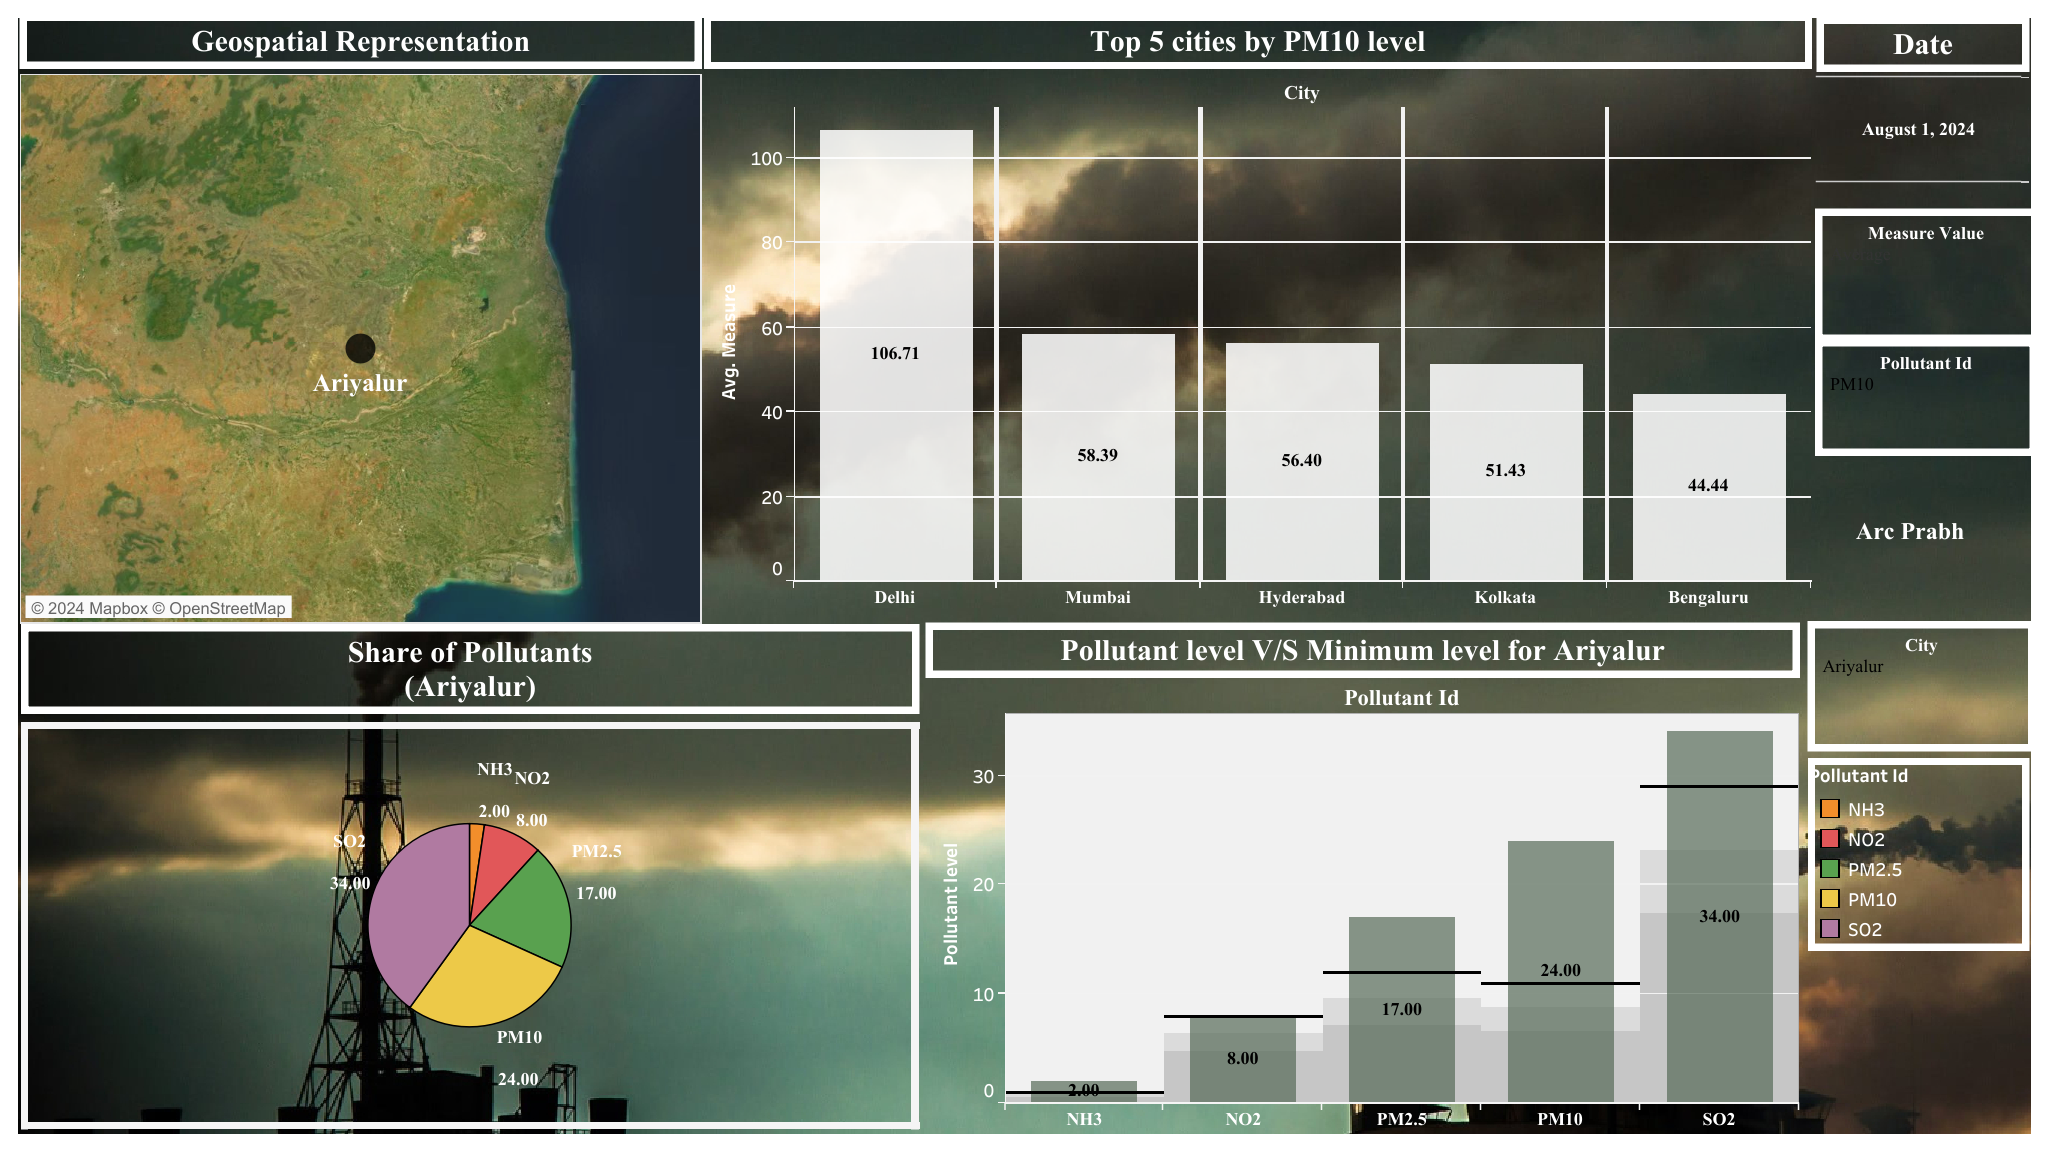 Geospatial Representation
Ariyalur
© 2024 Mapbox © OpenStreetMap
Top 5 cities by PM10 level
City
Avg. Measure
100
80
60
40
20
0
106.71
58.39
56.40
51.43
44.44
Delhi
Mumbai
Hyderabad
Kolkata
Bengaluru
Date
August 1, 2024
Measure Value
Pollutant Id
PM10
Arc Prabh
Share of Pollutants
(Ariyalur)
NH3
2.00
NO2
8.00
PM2.5
17.00
PM10
24.00
SO2
34.00
Pollutant level V/S Minimum level for Ariyalur
Pollutant Id
Pollutant level
30
20
10
0
2.00
8.00
17.00
24.00
34.00
NH3
NO2
PM2.5
PM10
SO2
City
Ariyalur
Pollutant Id
NH3
NO2
PM2.5
PM10
SO2